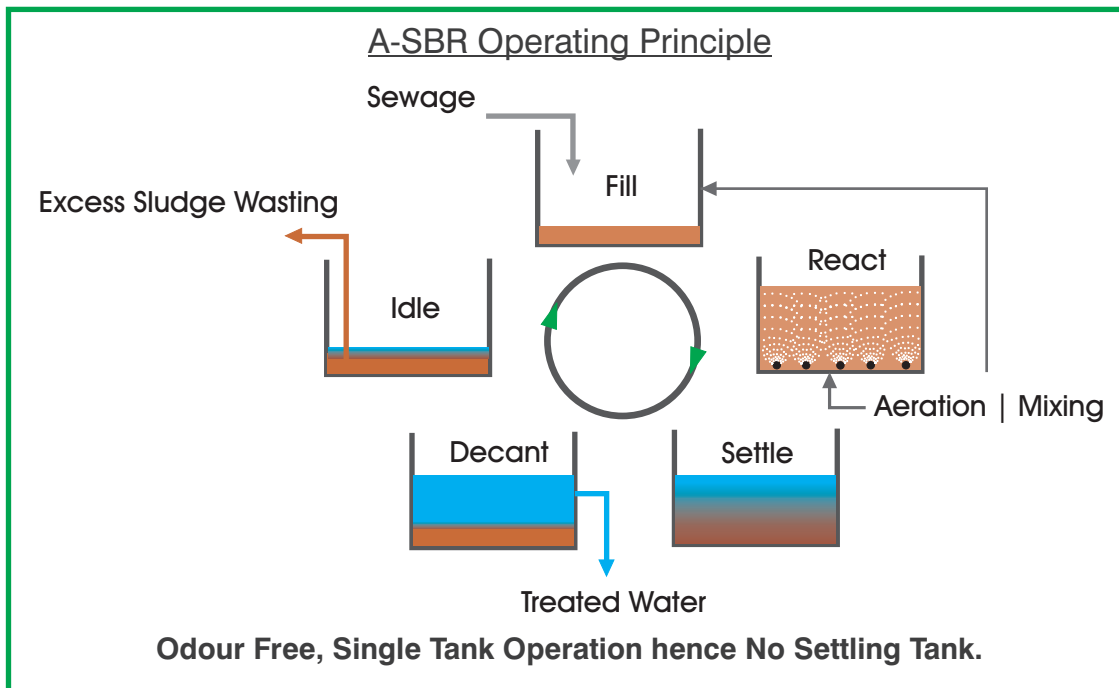 A-SBR Operating Principle
Sewage
Fill
Excess Sludge Wasting
React
Idle
Aeration | Mixing
Decant
Settle
Treated Water
Odour Free, Single Tank Operation hence No Settling Tank.